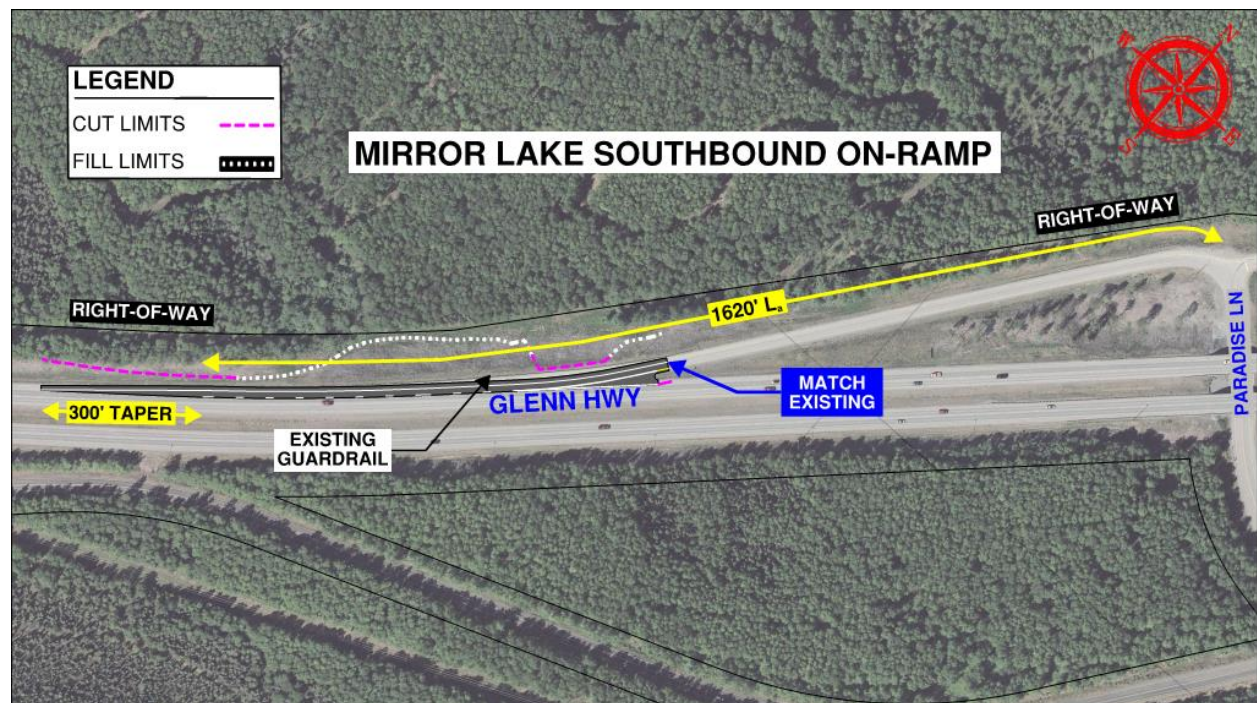 LEGEND
CUT LIMITS
FILL LIMITS
MIRROR LAKE SOUTHBOUND ON-RAMP
N
W
E
S
RIGHT-OF-WAY
RIGHT-OF-WAY
1620' Lₐ
300' TAPER
GLENN HWY
MATCH
EXISTING
PARADISE LN
EXISTING
GUARDRAIL